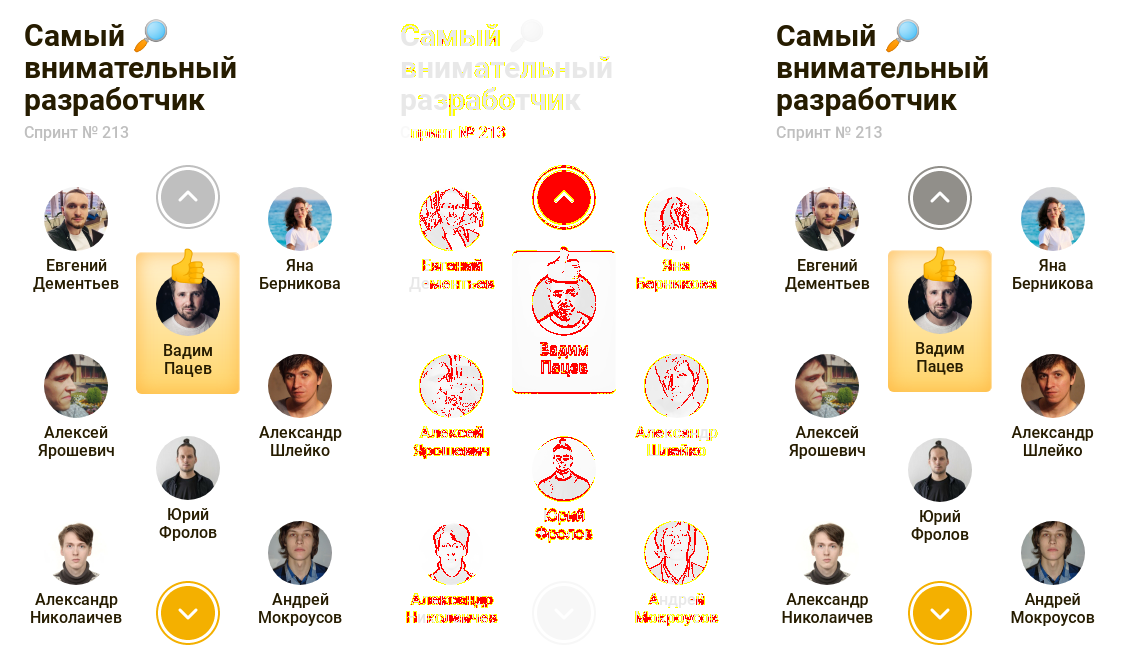 Самый 🔎
внимательный
разработчик
Спринт № 213
Евгений
Дементьев
Яна
Берникова
Вадим
Пацев
Алексей
Ярошевич
Александр
Шлейко
Юрий
Фролов
Александр
Николаичев
Андрей
Мокроусов
Самый 🔎
внимательный
разработчик
Спринт № 213
Евгений
Дементьев
Яна
Берникова
Вадим
Пацев
Алексей
Ярошевич
Александр
Шлейко
Юрий
Фролов
Александр
Николаичев
Андрей
Мокроусов
Самый 🔎
внимательный
разработчик
Спринт № 213
Евгений
Дементьев
Яна
Берникова
Вадим
Пацев
Алексей
Ярошевич
Александр
Шлейко
Юрий
Фролов
Александр
Николаичев
Андрей
Мокроусов